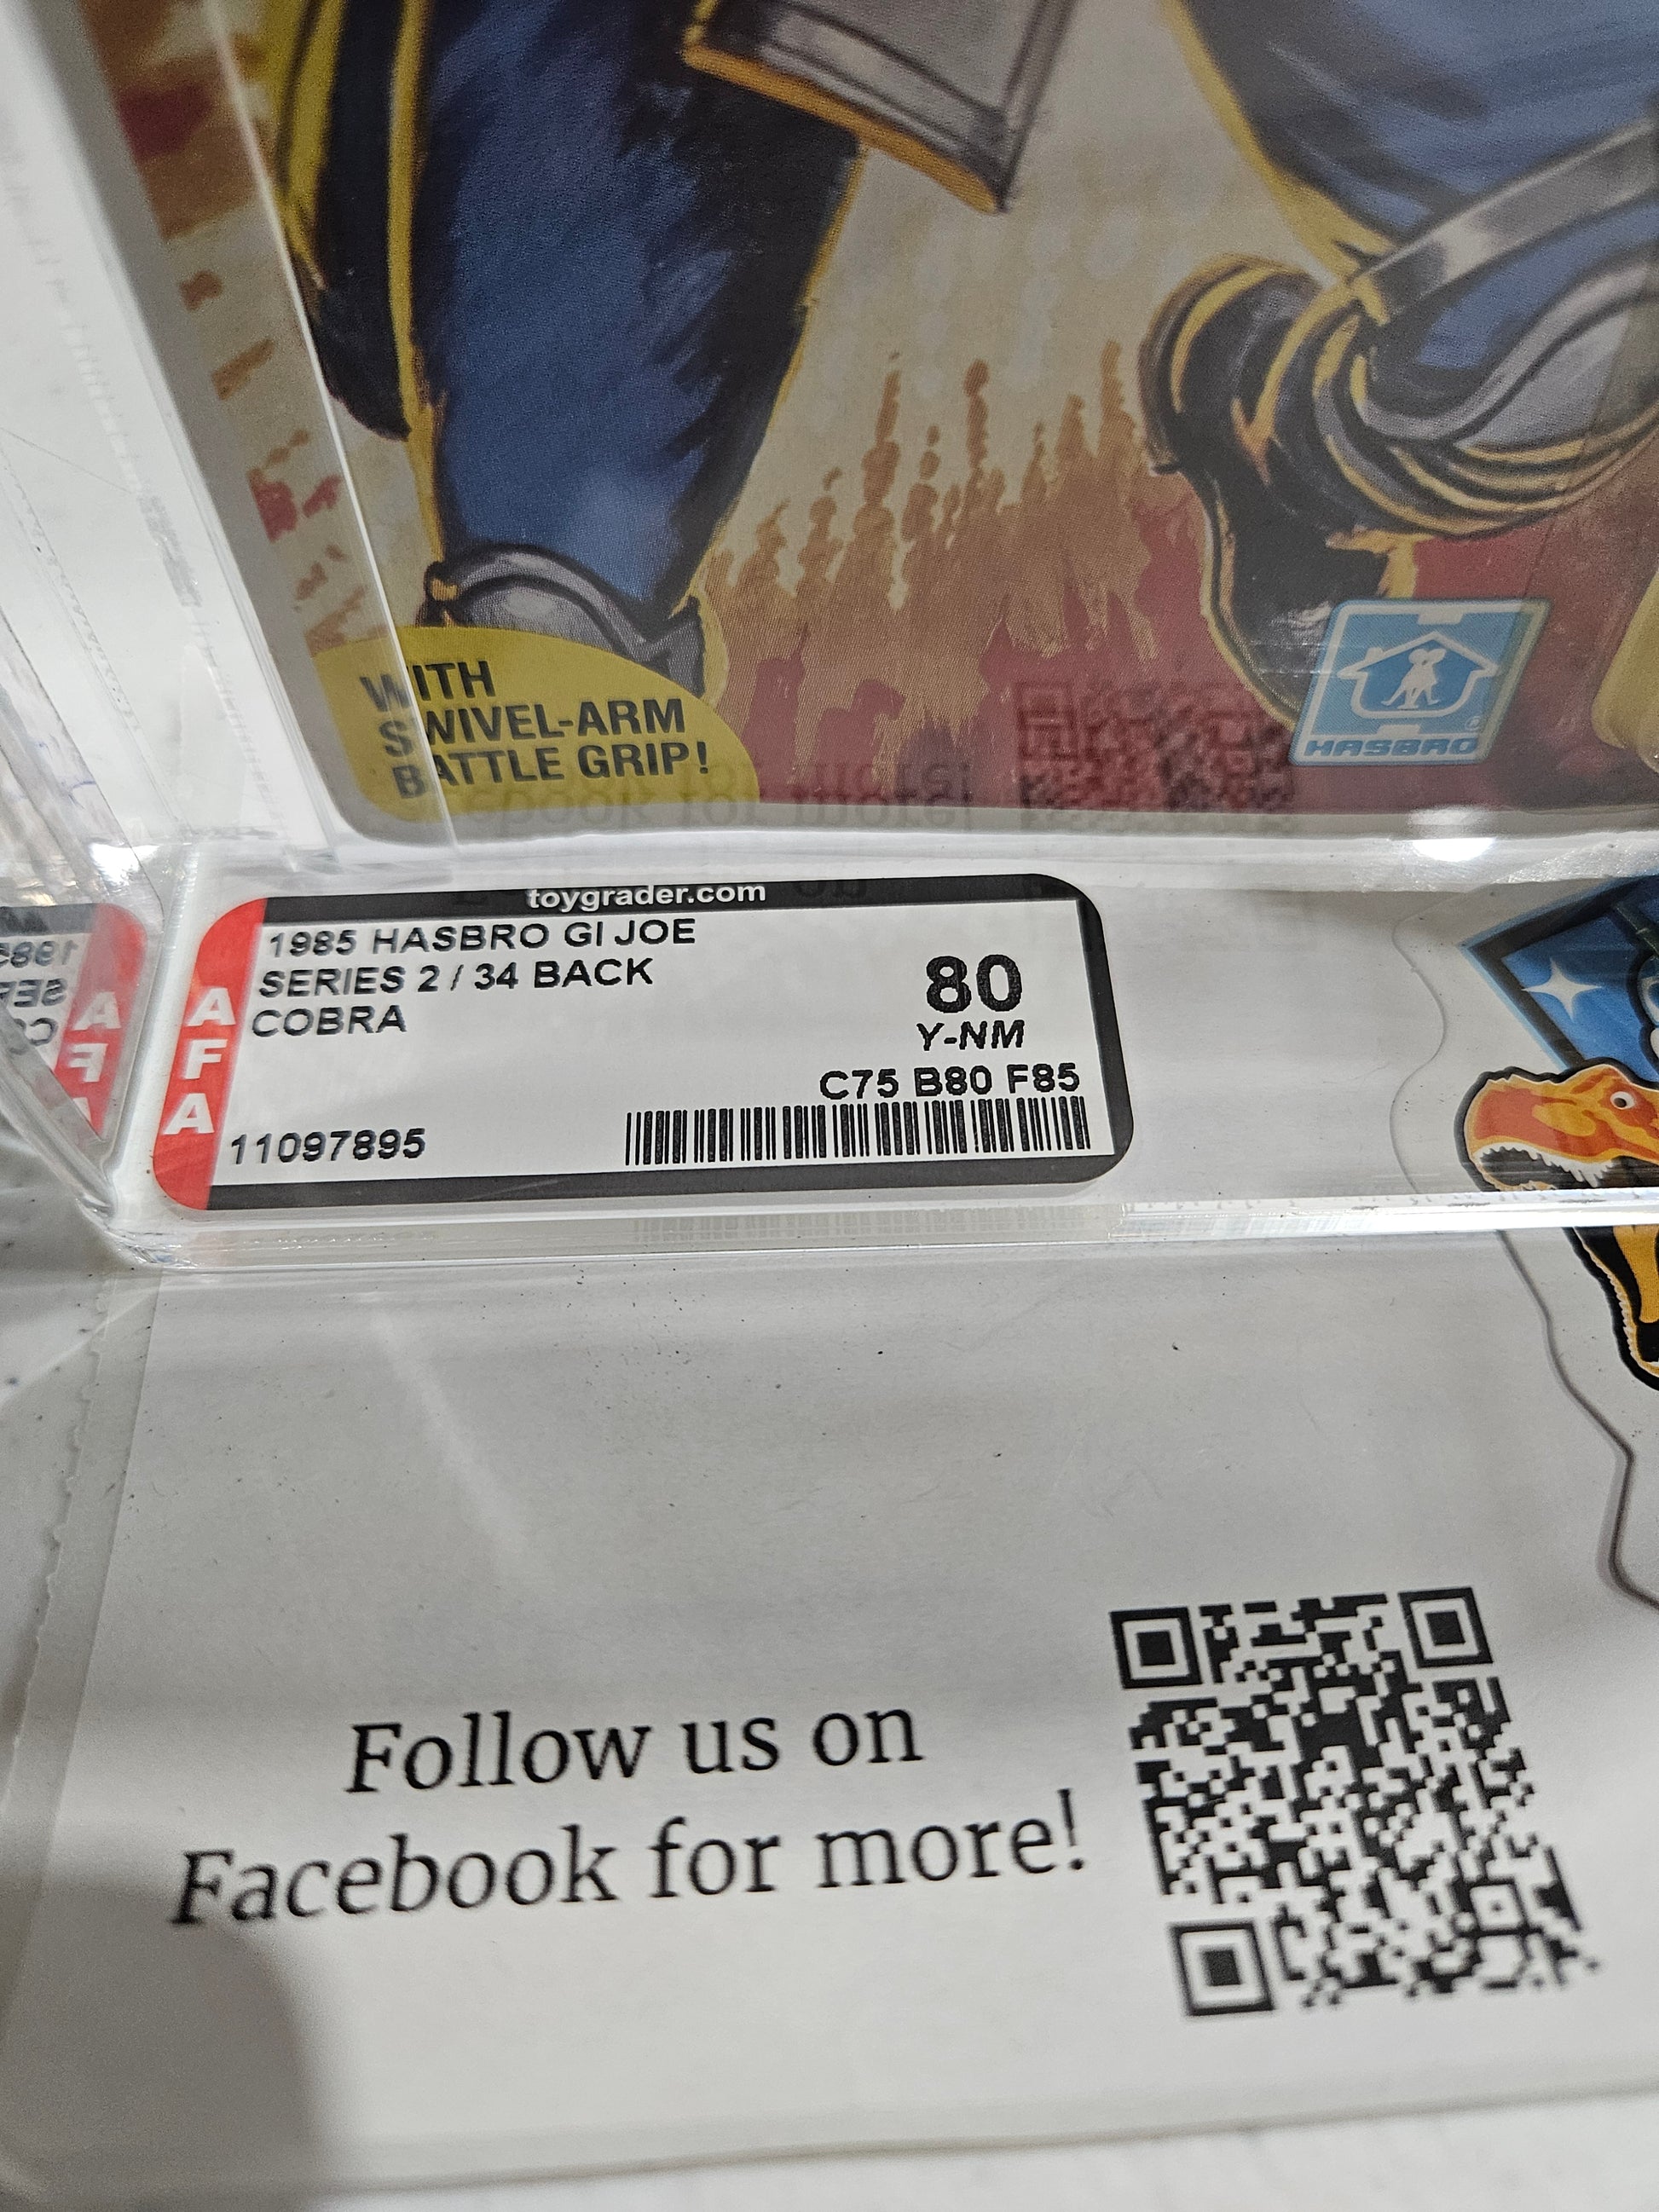 WITH
SWIVEL-ARM
BATTLE GRIP!
HASBRO
toygrader.com
AFA
1985 HASBRO GI JOE
SERIES 2 / 34 BACK
COBRA
80
Y-NM
C75 B80 F85
11097895
Follow us on
Facebook for more!